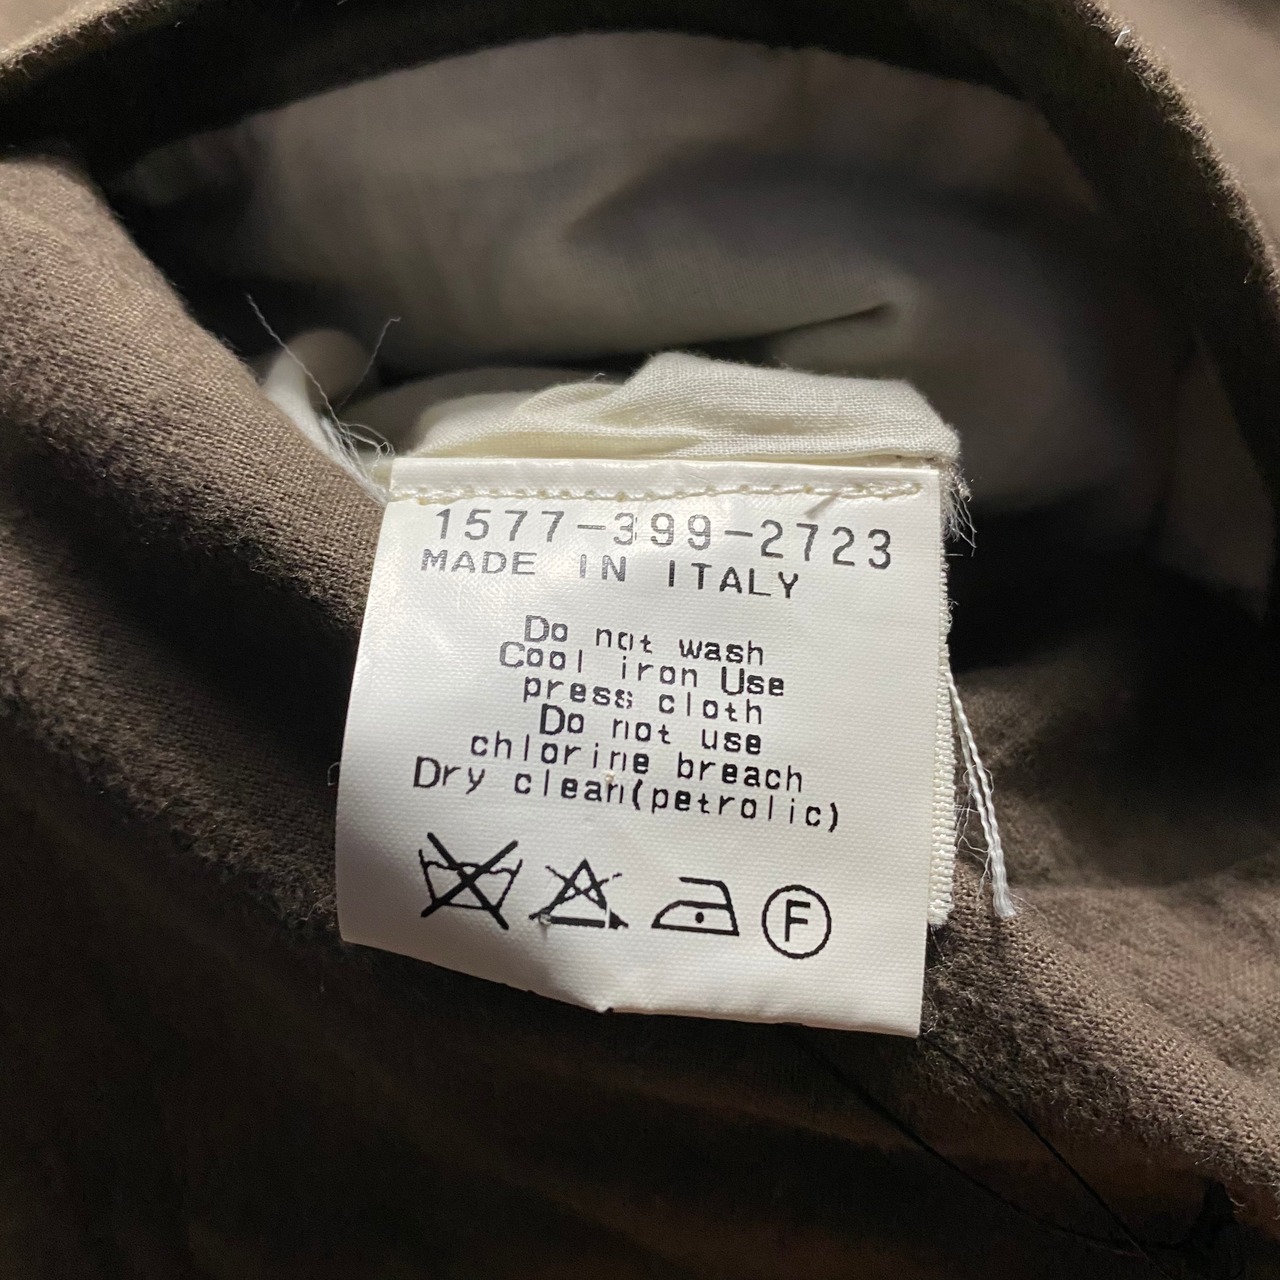 1577-399-2723
MADE IN ITALY
Do not wash
Cool iron Use
press cloth
Do not use
chlorine breach
Dry clean(petrolic)
F